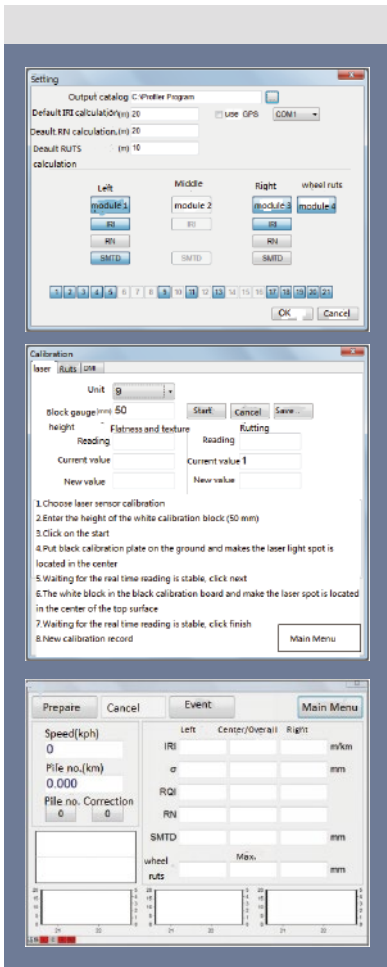 Setting
Output catalog C:\Profiler Program
Default IRI calculation(m) 20
use GPS COM1
Deault RN calculation.(m) 20
Deault RUTS (m) 10
calculation
Left Middle Right wheel ruts
module 1 module 2 module 3 module 4
IRI IRI IRI
RN RN
SMTD SMTD SMTD
1 2 3 4 5 6 7 8 9 10 11 12 13 14 15 16 17 18 19 20 21
OK Cancel
Calibration
laser Ruts DMI
Unit 9
Block gauge(mm) 50 Start Cancel Save...
height Flatness and texture Rutting
Reading Reading
Current value Current value 1
New value New value
1.Choose laser sensor calibration
2.Enter the height of the white calibration block (50 mm)
3.Click on the start
4.Put black calibration plate on the ground and makes the laser light spot is
located in the center
5.Waiting for the real time reading is stable, click next
6.The white block in the black calibration board and make the laser spot is located
in the center of the top surface
7.Waiting for the real time reading is stable, click finish
8.New calibration record Main Menu
Prepare Cancel Event Main Menu
Speed(kph) Left Center/Overall Right
0 IRI m/km
Pile no.(km) σ mm
0.000 RQI
Pile no. Correction
0 0 RN
SMTD mm
wheel Max.
ruts mm
21 22 21 22 21 22